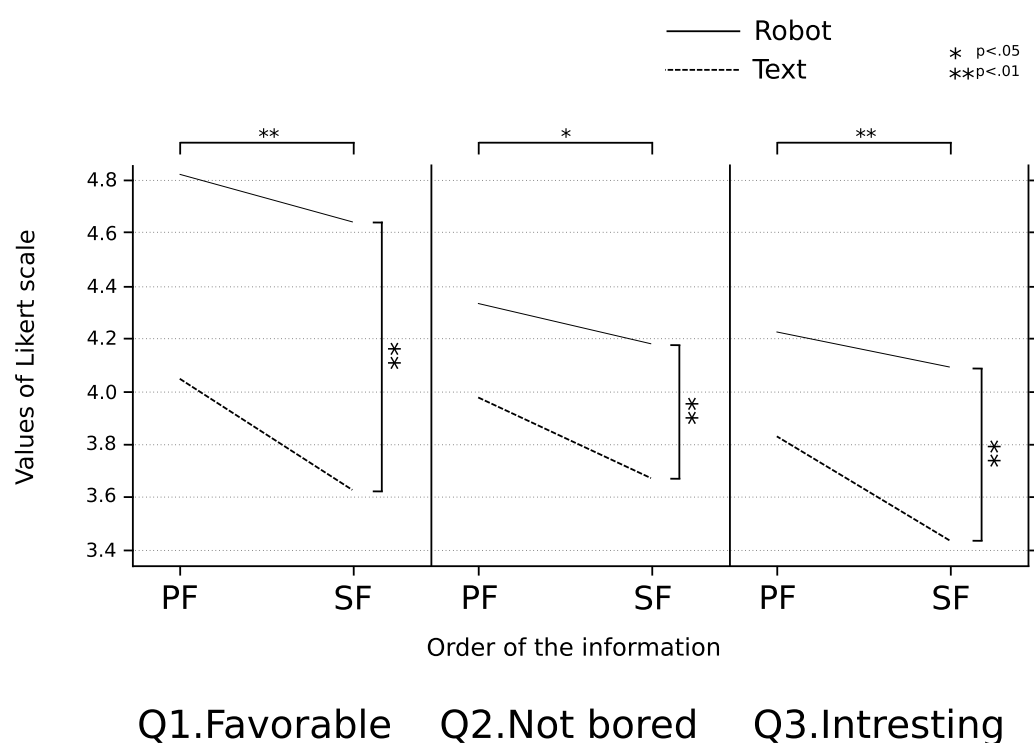 Robot
Text
* p<.05
**p<.01
** * **
4.8
4.6
4.4
4.2
4.0
3.8
3.6
3.4
**
**
**
Values of Likert scale
PF SF PF SF PF SF
Order of the information
Q1.Favorable Q2.Not bored Q3.Intresting